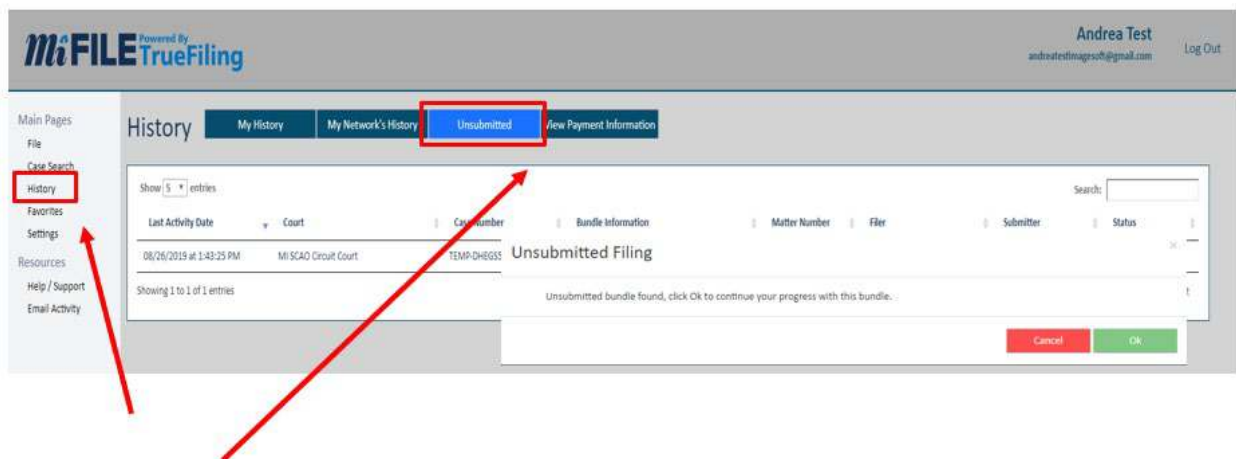 MiFILE Powered By TrueFiling
Andrea Test
andreatestimagesoft@gmail.com
Log Out
Main Pages
File
Case Search
History
Favorites
Settings
Resources
Help / Support
Email Activity
History
My History
My Network's History
Unsubmitted
View Payment Information
Show 5 entries
Search:
Last Activity Date Court Case Number Bundle Information Matter Number Filer Submitter Status
08/26/2019 at 1:43:25 PM MI SCAO Circuit Court
Showing 1 to 1 of 1 entries
Unsubmitted Filing
×
Unsubmitted bundle found, click Ok to continue your progress with this bundle.
Cancel Ok